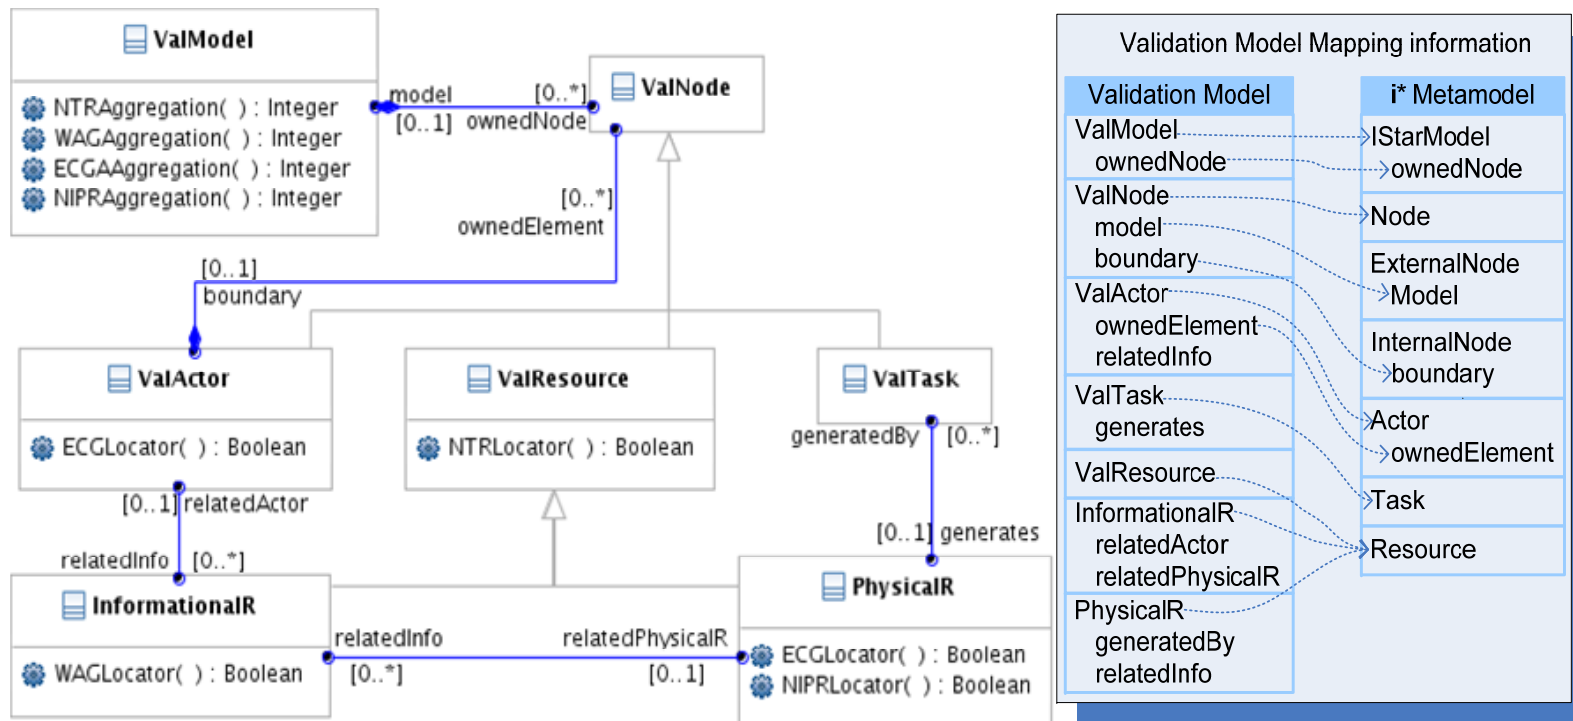 ValModel
NTRAggregation( ) : Integer
WAGAggregation( ) : Integer
ECGAAggregation( ) : Integer
NIPRAggregation( ) : Integer
model
[0..1]
[0..*]
ownedNode
ValNode
[0..*]
ownedElement
[0..1]
boundary
ValActor
ECGLocator( ) : Boolean
ValResource
NTRLocator( ) : Boolean
ValTask
generatedBy
[0..*]
[0..1]
relatedActor
relatedInfo
[0..*]
[0..1]
generates
InformationalR
WAGLocator( ) : Boolean
relatedInfo
[0..*]
relatedPhysicalR
[0..1]
PhysicalR
ECGLocator( ) : Boolean
NIPRLocator( ) : Boolean
Validation Model Mapping information
Validation Model
ValModel
ownedNode
ValNode
model
boundary
ValActor
ownedElement
relatedInfo
ValTask
generates
ValResource
InformationalR
relatedActor
relatedPhysicalR
PhysicalR
generatedBy
relatedInfo
i* Metamodel
IStarModel
ownedNode
Node
ExternalNode
Model
InternalNode
boundary
Actor
ownedElement
Task
Resource